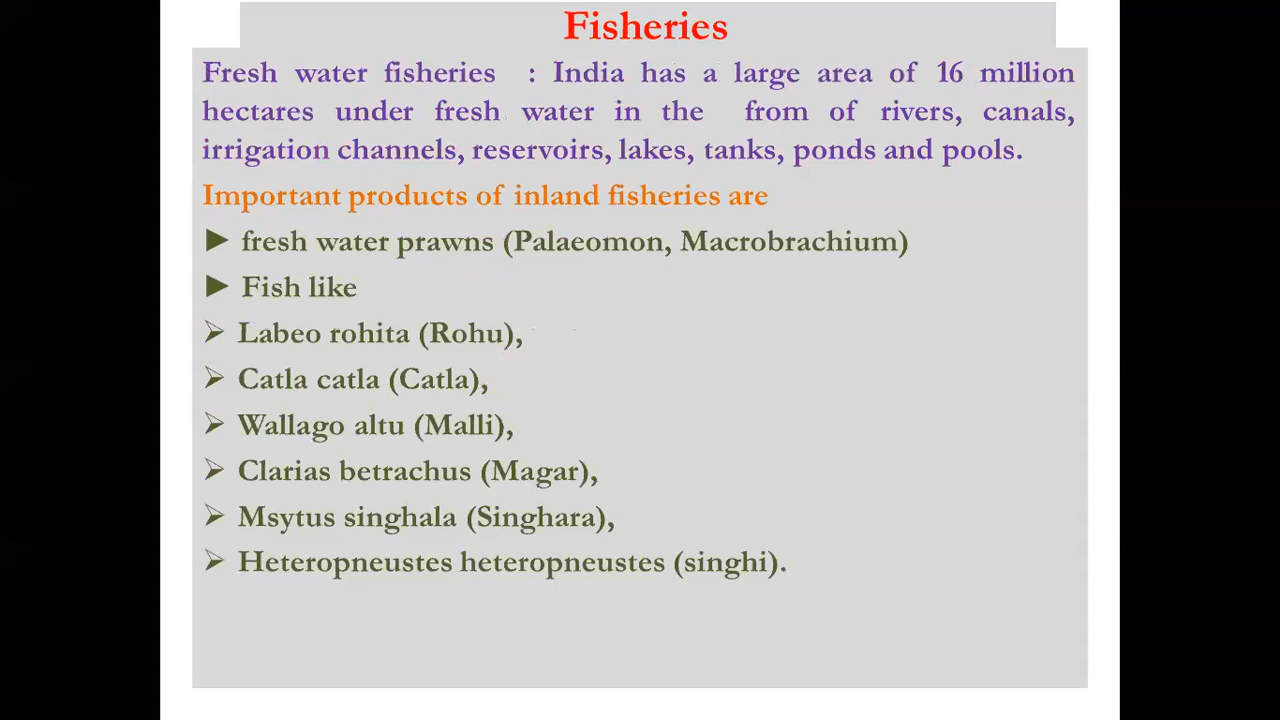 Fisheries
Fresh water fisheries : India has a large area of 16 million
hectares under fresh water in the from of rivers, canals,
irrigation channels, reservoirs, lakes, tanks, ponds and pools.
Important products of inland fisheries are
► fresh water prawns (Palaeomon, Macrobrachium)
► Fish like
➢ Labeo rohita (Rohu),
➢ Catla catla (Catla),
➢ Wallago altu (Malli),
➢ Clarias betrachus (Magar),
➢ Msytus singhala (Singhara),
➢ Heteropneustes heteropneustes (singhi).